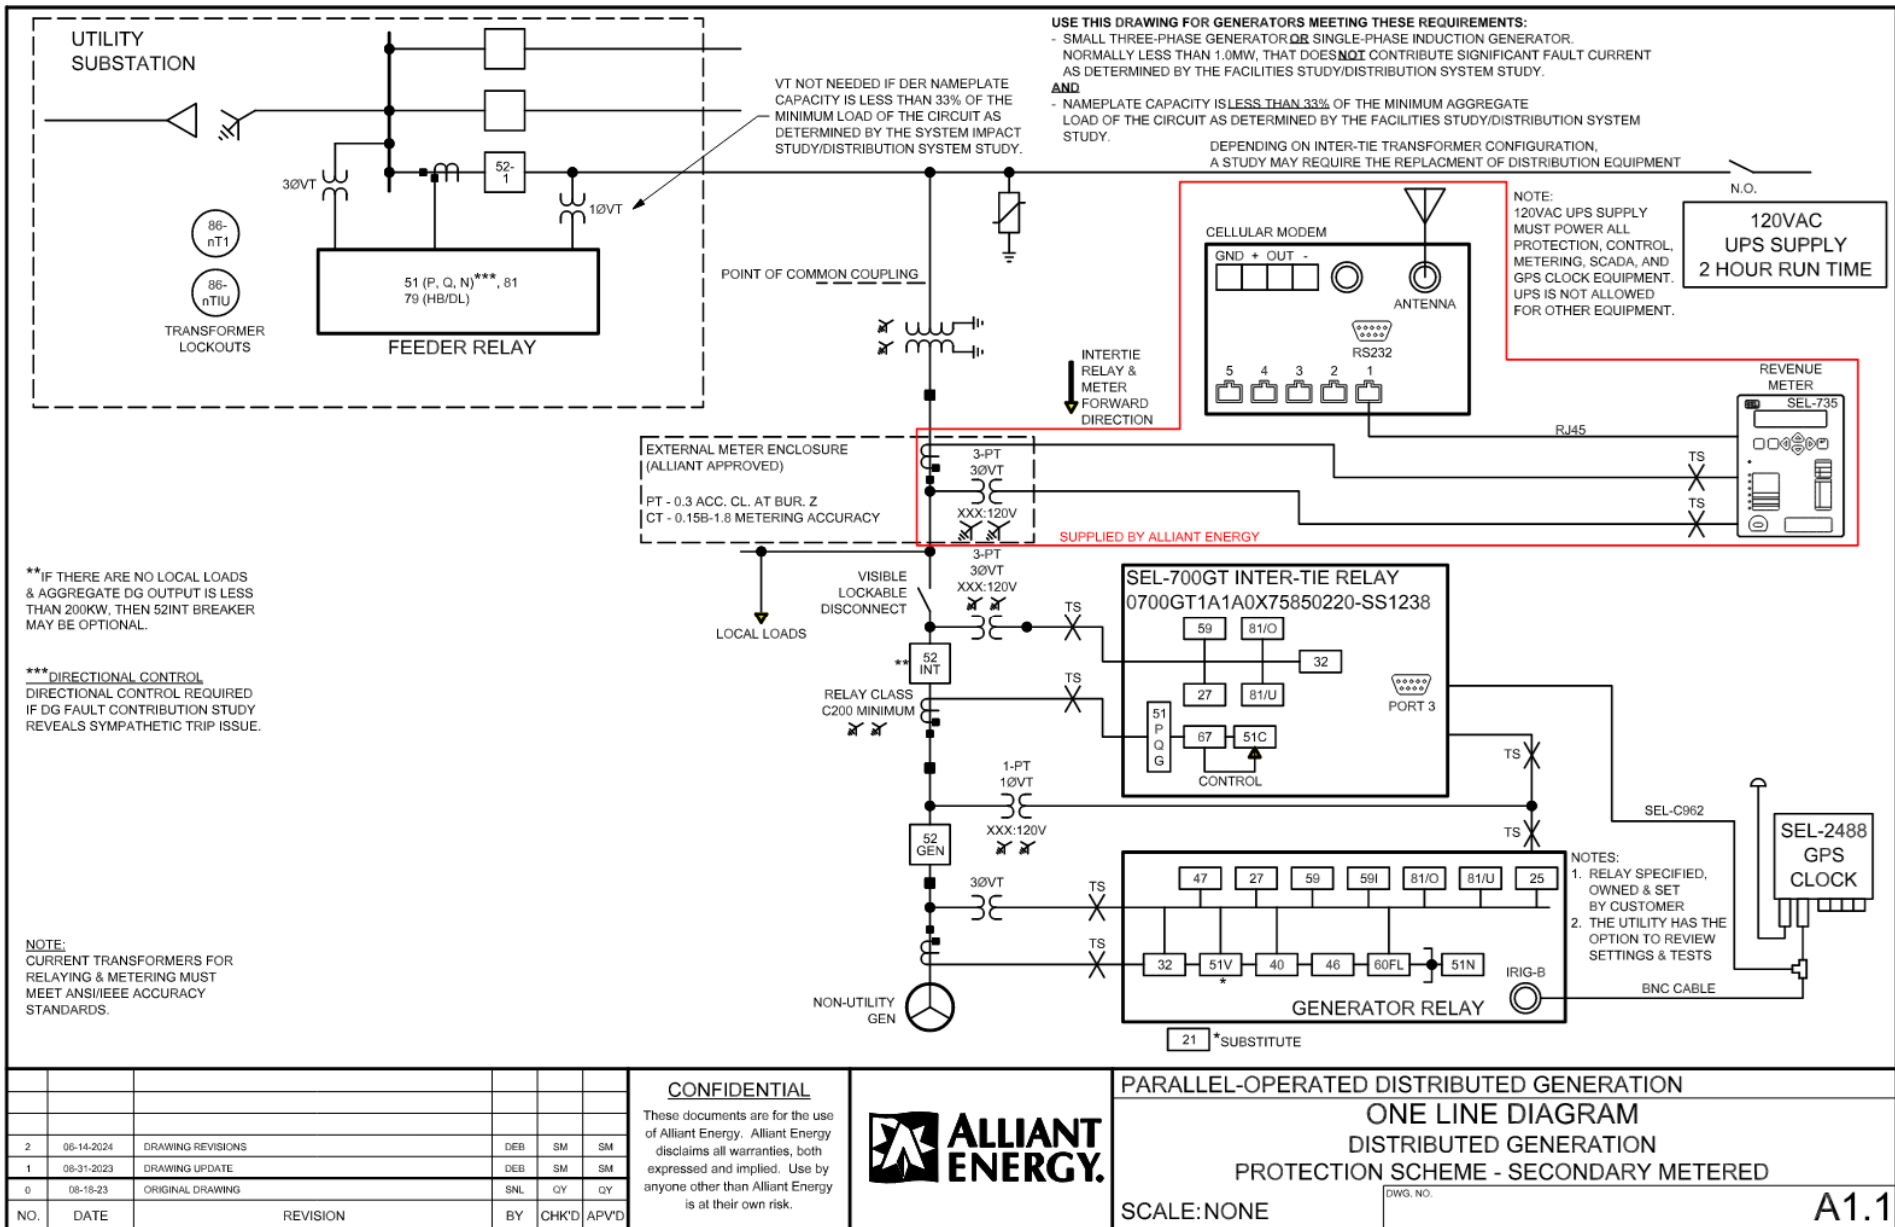 UTILITY
SUBSTATION
3ØVT
52-
1
1ØVT
86-
nT1
86-
nTIU
TRANSFORMER
LOCKOUTS
51 (P, Q, N)***, 81
79 (HB/DL)
FEEDER RELAY
VT NOT NEEDED IF DER NAMEPLATE
CAPACITY IS LESS THAN 33% OF THE
MINIMUM LOAD OF THE CIRCUIT AS
DETERMINED BY THE SYSTEM IMPACT
STUDY/DISTRIBUTION SYSTEM STUDY.
USE THIS DRAWING FOR GENERATORS MEETING THESE REQUIREMENTS:
- SMALL THREE-PHASE GENERATOR OR SINGLE-PHASE INDUCTION GENERATOR.
NORMALLY LESS THAN 1.0MW, THAT DOES NOT CONTRIBUTE SIGNIFICANT FAULT CURRENT
AS DETERMINED BY THE FACILITIES STUDY/DISTRIBUTION SYSTEM STUDY.
AND
- NAMEPLATE CAPACITY IS LESS THAN 33% OF THE MINIMUM AGGREGATE
LOAD OF THE CIRCUIT AS DETERMINED BY THE FACILITIES STUDY/DISTRIBUTION SYSTEM
STUDY.
DEPENDING ON INTER-TIE TRANSFORMER CONFIGURATION,
A STUDY MAY REQUIRE THE REPLACMENT OF DISTRIBUTION EQUIPMENT
N.O.
NOTE:
120VAC UPS SUPPLY
MUST POWER ALL
PROTECTION, CONTROL,
METERING, SCADA, AND
GPS CLOCK EQUIPMENT.
UPS IS NOT ALLOWED
FOR OTHER EQUIPMENT.
120VAC
UPS SUPPLY
2 HOUR RUN TIME
CELLULAR MODEM
GND + OUT -
ANTENNA
RS232
5 4 3 2 1
RJ45
REVENUE
METER
SEL-735
TS
TS
POINT OF COMMON COUPLING
INTERTIE
RELAY &
METER
FORWARD
DIRECTION
EXTERNAL METER ENCLOSURE
(ALLIANT APPROVED)
PT - 0.3 ACC. CL. AT BUR. Z
CT - 0.15B-1.8 METERING ACCURACY
3-PT
3ØVT
XXX:120V
SUPPLIED BY ALLIANT ENERGY
**IF THERE ARE NO LOCAL LOADS
& AGGREGATE DG OUTPUT IS LESS
THAN 200KW, THEN 52INT BREAKER
MAY BE OPTIONAL.
***DIRECTIONAL CONTROL
DIRECTIONAL CONTROL REQUIRED
IF DG FAULT CONTRIBUTION STUDY
REVEALS SYMPATHETIC TRIP ISSUE.
LOCAL LOADS
VISIBLE
LOCKABLE
DISCONNECT
3-PT
3ØVT
XXX:120V
TS
**
52
INT
RELAY CLASS
C200 MINIMUM
TS
SEL-700GT INTER-TIE RELAY
0700GT1A1A0X75850220-SS1238
59
81/O
32
27
81/U
51
P
Q
G
67
51C
CONTROL
PORT 3
TS
1-PT
1ØVT
XXX:120V
TS
52
GEN
SEL-C962
SEL-2488
GPS
CLOCK
3ØVT
TS
TS
47
27
59
59I
81/O
81/U
25
32
51V
*
40
46
60FL
51N
IRIG-B
GENERATOR RELAY
NOTES:
1. RELAY SPECIFIED,
OWNED & SET
BY CUSTOMER
2. THE UTILITY HAS THE
OPTION TO REVIEW
SETTINGS & TESTS
BNC CABLE
NON-UTILITY
GEN
21 *SUBSTITUTE
NOTE:
CURRENT TRANSFORMERS FOR
RELAYING & METERING MUST
MEET ANSI/IEEE ACCURACY
STANDARDS.
2 06-14-2024 DRAWING REVISIONS DEB SM SM
1 08-31-2023 DRAWING UPDATE DEB SM SM
0 08-18-23 ORIGINAL DRAWING SNL QY QY
NO. DATE REVISION BY CHK'D APV'D
CONFIDENTIAL
These documents are for the use
of Alliant Energy. Alliant Energy
disclaims all warranties, both
expressed and implied. Use by
anyone other than Alliant Energy
is at their own risk.
ALLIANT
ENERGY.
PARALLEL-OPERATED DISTRIBUTED GENERATION
ONE LINE DIAGRAM
DISTRIBUTED GENERATION
PROTECTION SCHEME - SECONDARY METERED
SCALE: NONE
DWG. NO.
A1.1